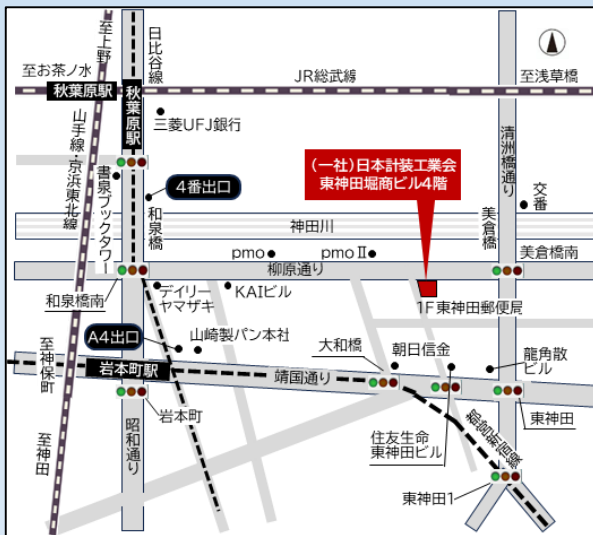 至上野
日比谷線
至お茶ノ水
JR総武線
至浅草橋
秋葉原駅
秋葉原駅
三菱UFJ銀行
山手線・京浜東北線
書泉ブックタワー
4番出口
和泉橋
(一社)日本計装工業会
東神田堀商ビル4階
清洲橋通り
交番
神田川
美倉橋
pmo
pmoⅡ
美倉橋南
柳原通り
和泉橋南
デイリー
ヤマザキ
KAIビル
1F東神田郵便局
A4出口
山崎製パン本社
大和橋
朝日信金
龍角散
ビル
至神保町
岩本町駅
靖国通り
岩本町
住友生命
東神田ビル
東神田
至神田
昭和通り
都営新宿線
東神田1